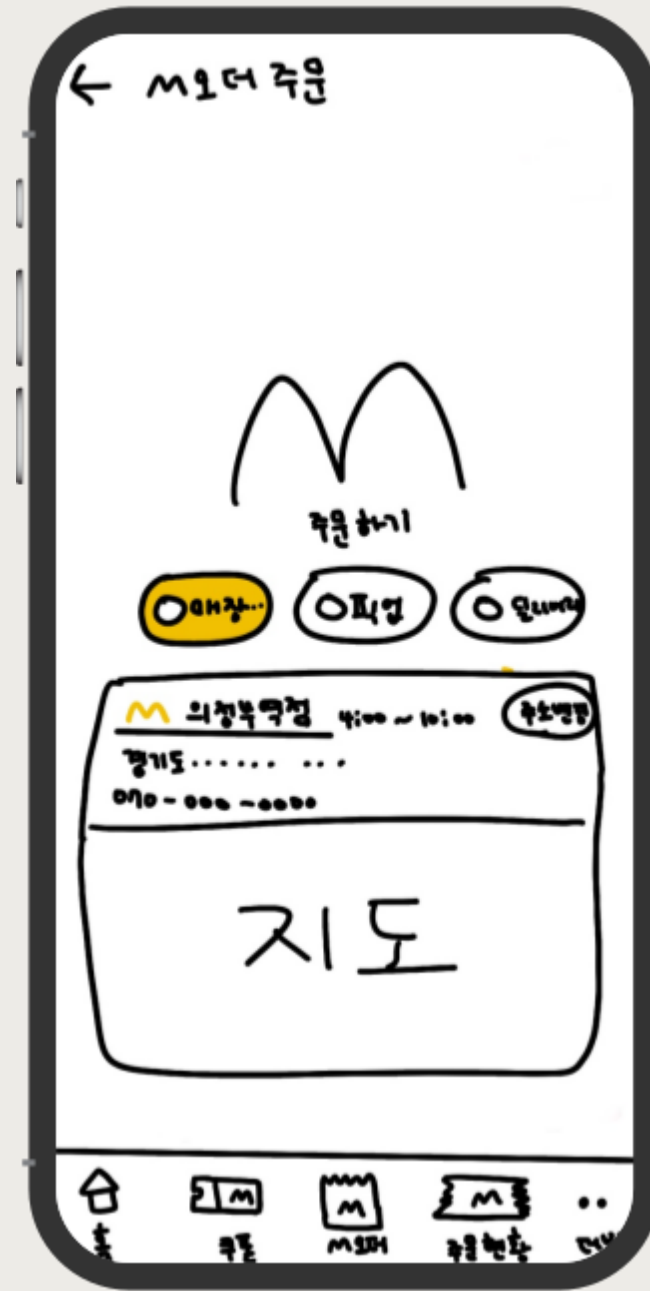 ← M오더 주문
주문하기
매장...
픽업
딜리버리
M 의정부역점 4:00 ~ 10:00 주소변경
경기도...... ...
070-000-0000
지도
홈 쿠폰 M오더 주문현황